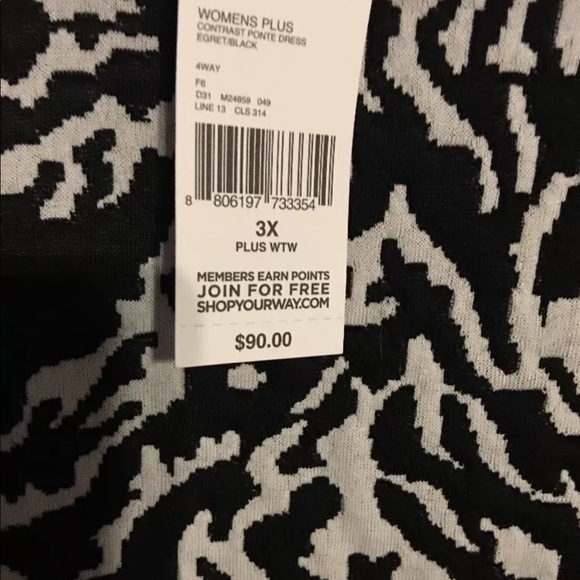 WOMENS PLUS
CONTRAST PONTE DRESS
EGRET/BLACK
4WAY
F6
D31 M24859 049
LINE 13 CLS 314
8 806197 733354
3X
PLUS WTW
MEMBERS EARN POINTS
JOIN FOR FREE
SHOPYOURWAY.COM
$90.00